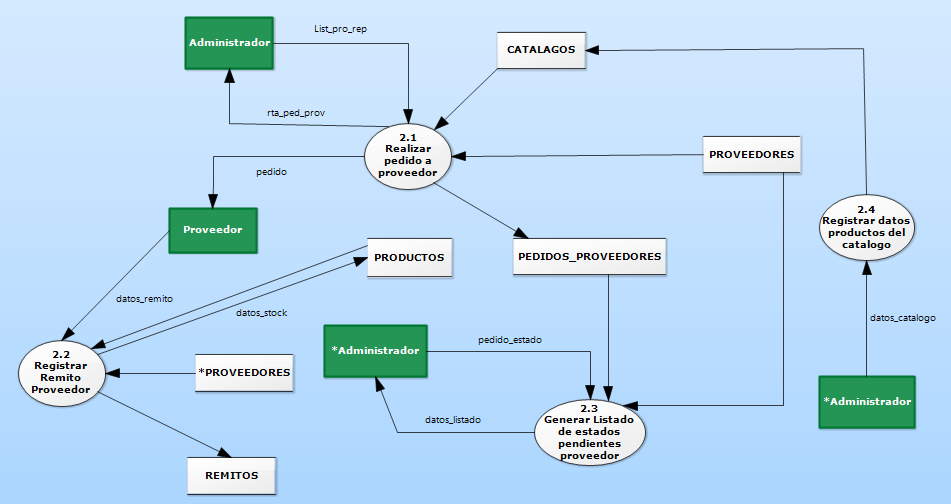 List_pro_rep
Administrador
CATALAGOS
rta_ped_prov
2.1
Realizar
pedido a
proveedor
PROVEEDORES
pedido
2.4
Registrar datos
productos del
catalogo
Proveedor
PRODUCTOS
PEDIDOS_PROVEEDORES
datos_remito
datos_stock
datos_catalogo
pedido_estado
*Administrador
2.2
Registrar
Remito
Proveedor
*PROVEEDORES
*Administrador
2.3
Generar Listado
de estados
pendientes
proveedor
datos_listado
REMITOS